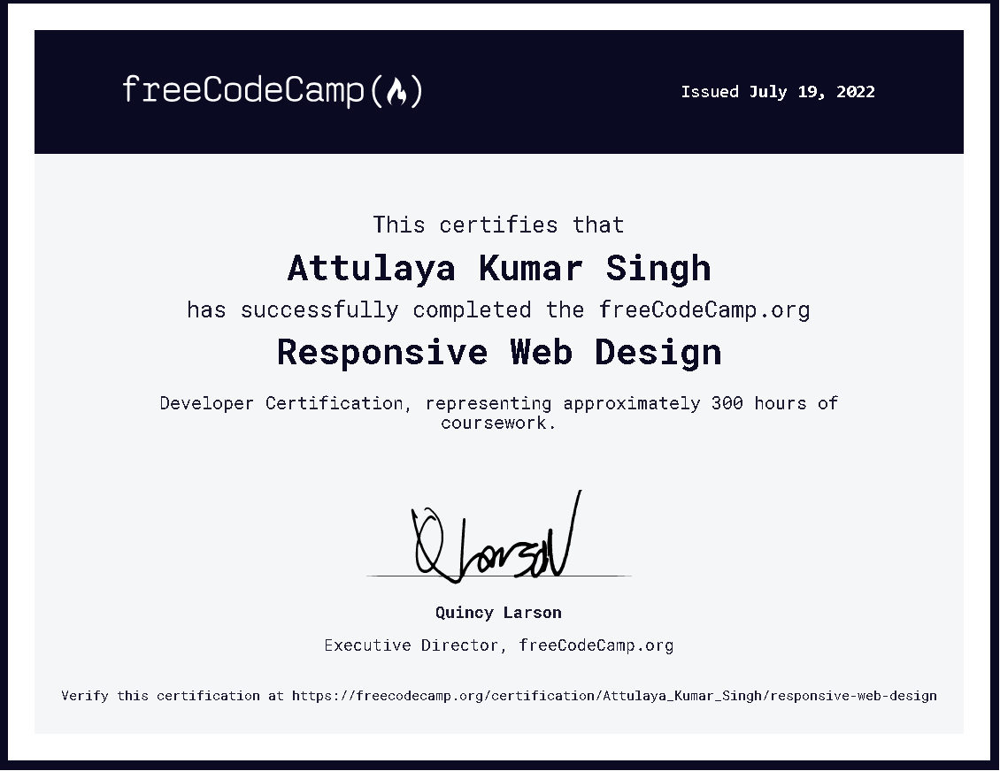 freeCodeCamp(🔥)
Issued July 19, 2022
This certifies that
Attulaya Kumar Singh
has successfully completed the freeCodeCamp.org
Responsive Web Design
Developer Certification, representing approximately 300 hours of
coursework.
QLarson
Quincy Larson
Executive Director, freeCodeCamp.org
Verify this certification at https://freecodecamp.org/certification/Attulaya_Kumar_Singh/responsive-web-design